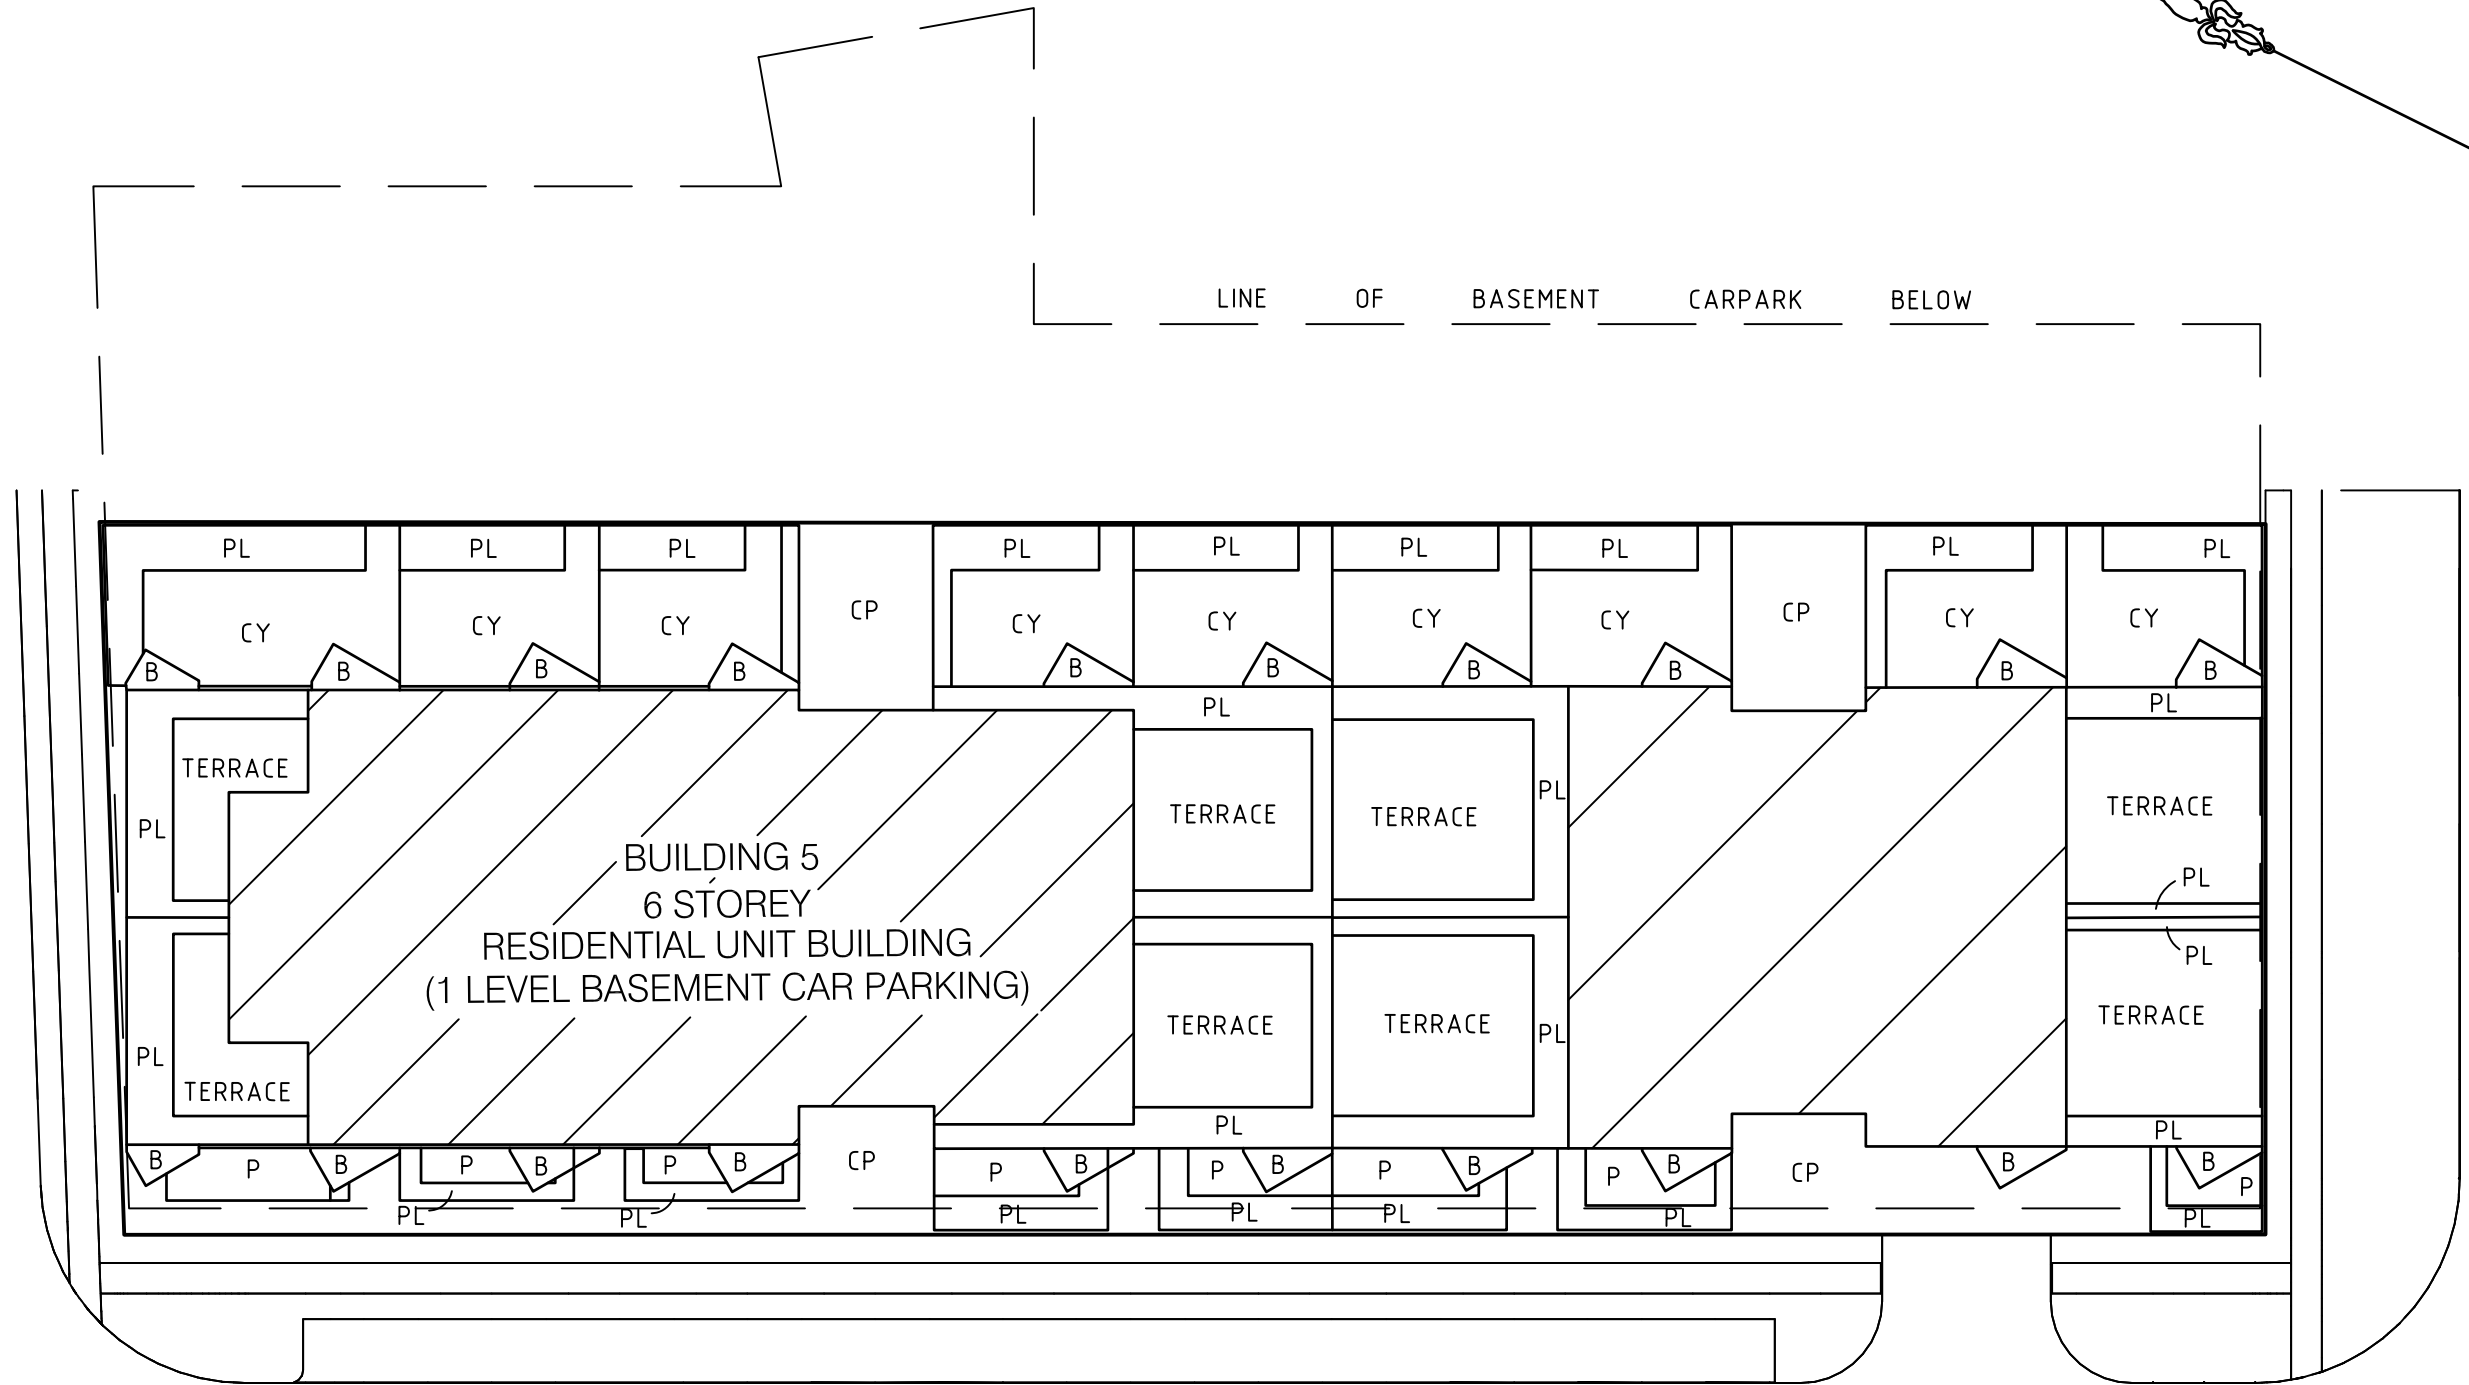 LINE OF BASEMENT CARPARK BELOW
PL PL PL PL PL PL PL PL PL
CY CY CY CP CY CY CY CY CP CY CY
B B B B B B B B B B
PL PL
TERRACE TERRACE TERRACE PL TERRACE
PL
BUILDING 5
6 STOREY
RESIDENTIAL UNIT BUILDING
(1 LEVEL BASEMENT CAR PARKING)
PL
PL
TERRACE TERRACE PL TERRACE
PL
TERRACE
PL PL
B P B P B P B CP P B P B P B P B CP B B P
PL PL PL PL PL PL PL